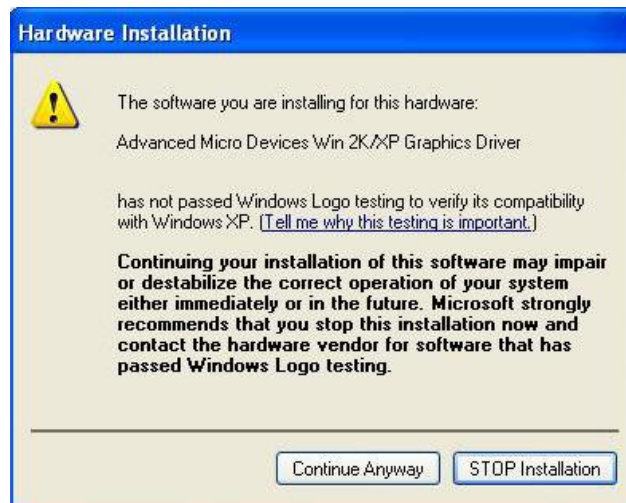 Hardware Installation
The software you are installing for this hardware:
Advanced Micro Devices Win 2K/XP Graphics Driver
has not passed Windows Logo testing to verify its compatibility
with Windows XP. (Tell me why this testing is important.)
Continuing your installation of this software may impair
or destabilize the correct operation of your system
either immediately or in the future. Microsoft strongly
recommends that you stop this installation now and
contact the hardware vendor for software that has
passed Windows Logo testing.
Continue Anyway
STOP Installation